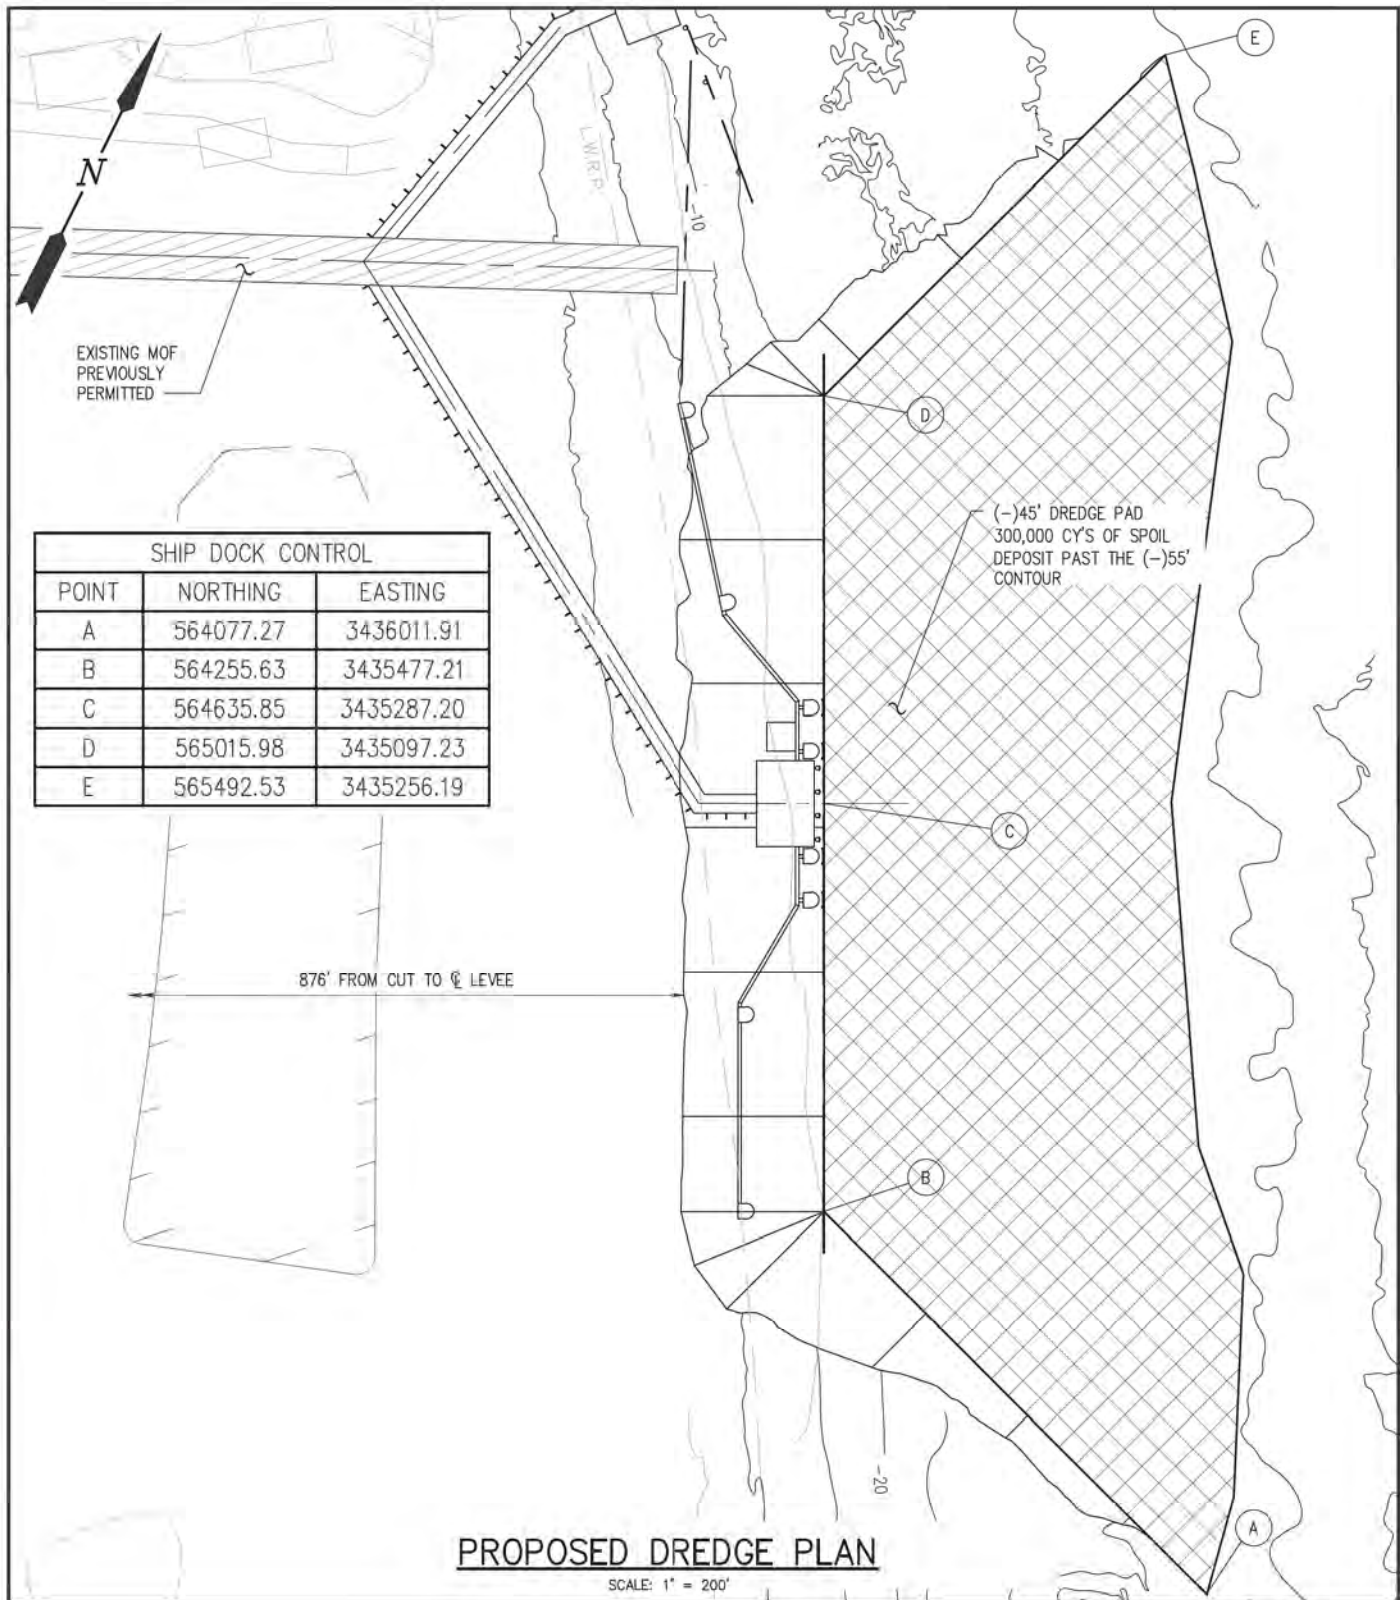 E
N
L.W.R.P.
-10
EXISTING MOF
PREVIOUSLY
PERMITTED
D
(-)45' DREDGE PAD
300,000 CY'S OF SPOIL
DEPOSIT PAST THE (-)55'
CONTOUR
SHIP DOCK CONTROL
POINT NORTHING EASTING
A 564077.27 3436011.91
B 564255.63 3435477.21
C 564635.85 3435287.20
D 565015.98 3435097.23
E 565492.53 3435256.19
C
876' FROM CUT TO ℄ LEVEE
B
-20
A
PROPOSED DREDGE PLAN
SCALE: 1" = 200'